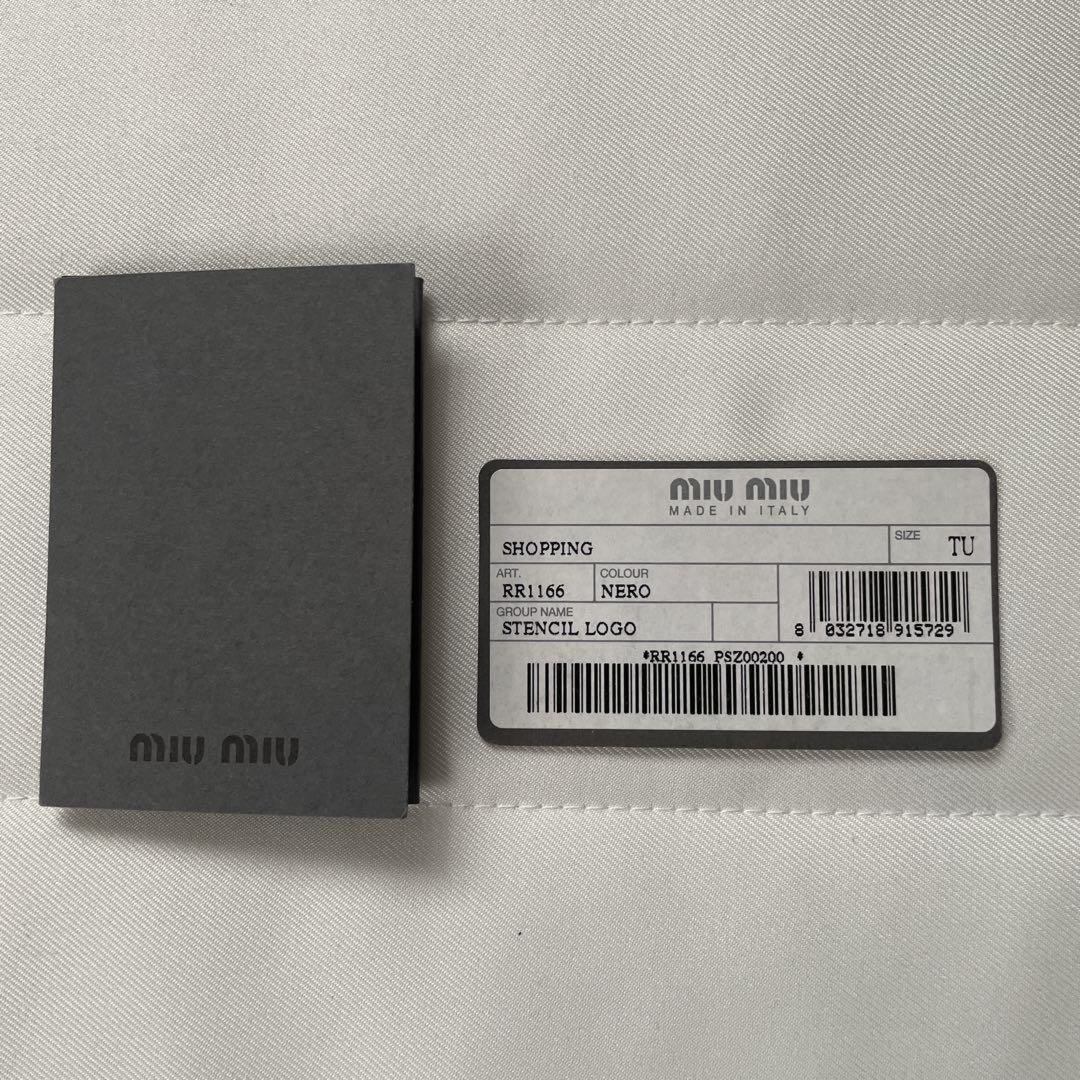 miu miu
miu miu
MADE IN ITALY
SHOPPING
SIZE
TU
ART.
RR1166
COLOUR
NERO
GROUP NAME
STENCIL LOGO
8 032718 915729
*RR1166 PSZ00200 *